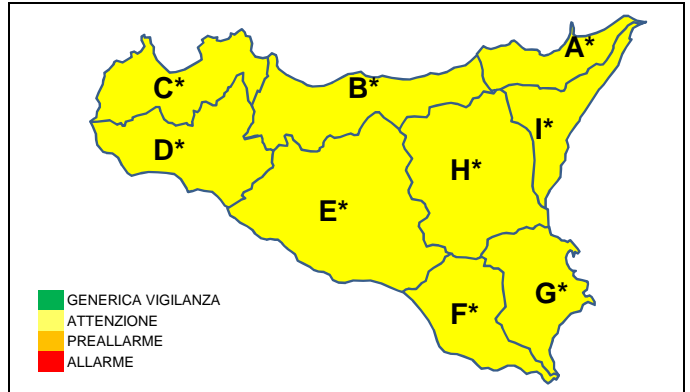 A*
C*
B*
I*
D*
H*
E*
G*
F*
GENERICA VIGILANZA
ATTENZIONE
PREALLARME
ALLARME